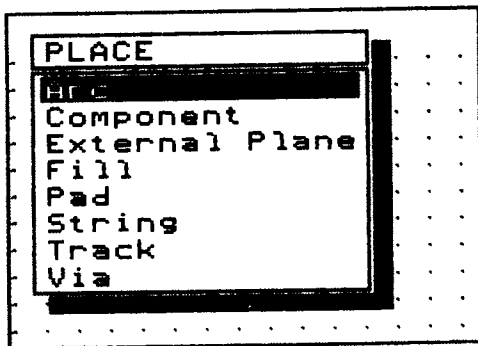 PLACE
Arc
Component
External Plane
Fill
Pad
String
Track
Via